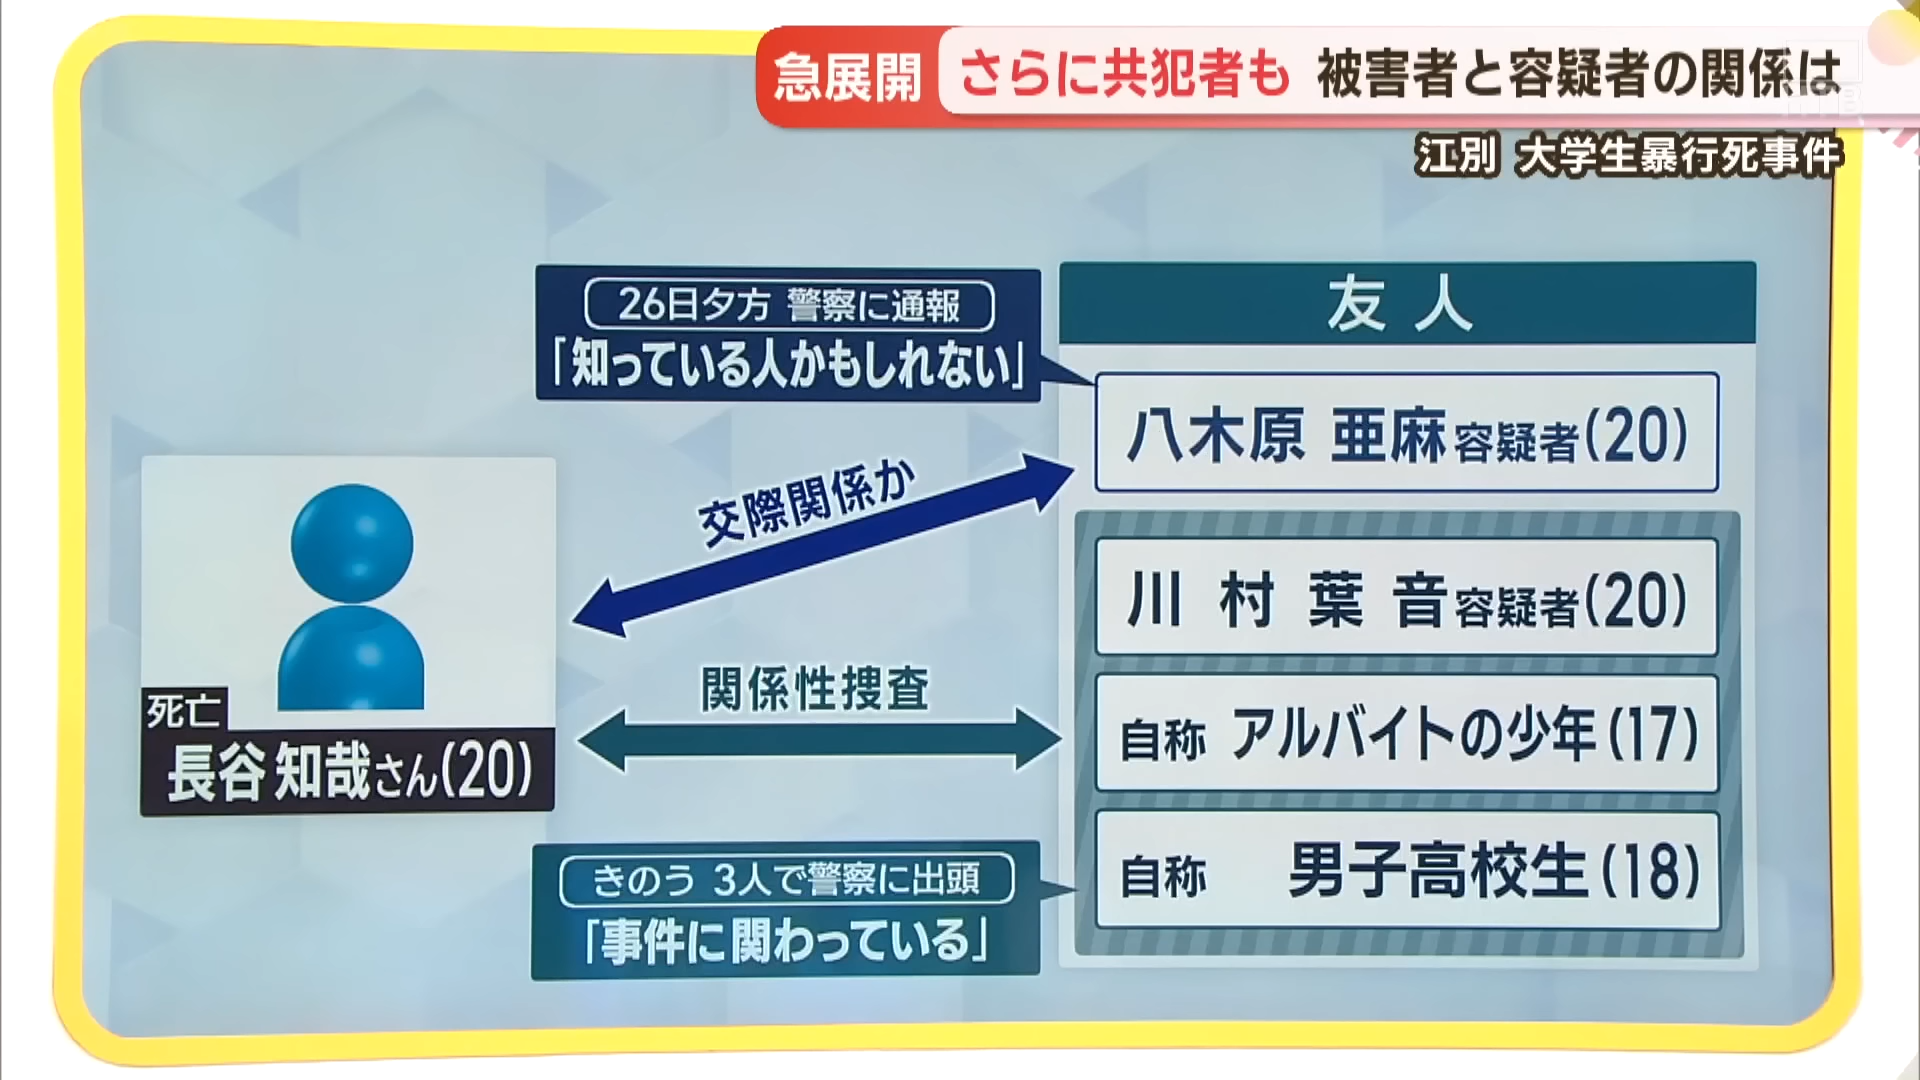 急展開 さらに共犯者も 被害者と容疑者の関係は
江別 大学生暴行死事件
26日夕方 警察に通報
「知っている人かもしれない」
友人
八木原 亜麻容疑者(20)
交際関係か
川村葉音容疑者(20)
関係性捜査
自称 アルバイトの少年(17)
死亡
長谷 知哉さん(20)
自称 男子高校生(18)
きのう 3人で警察に出頭
「事件に関わっている」